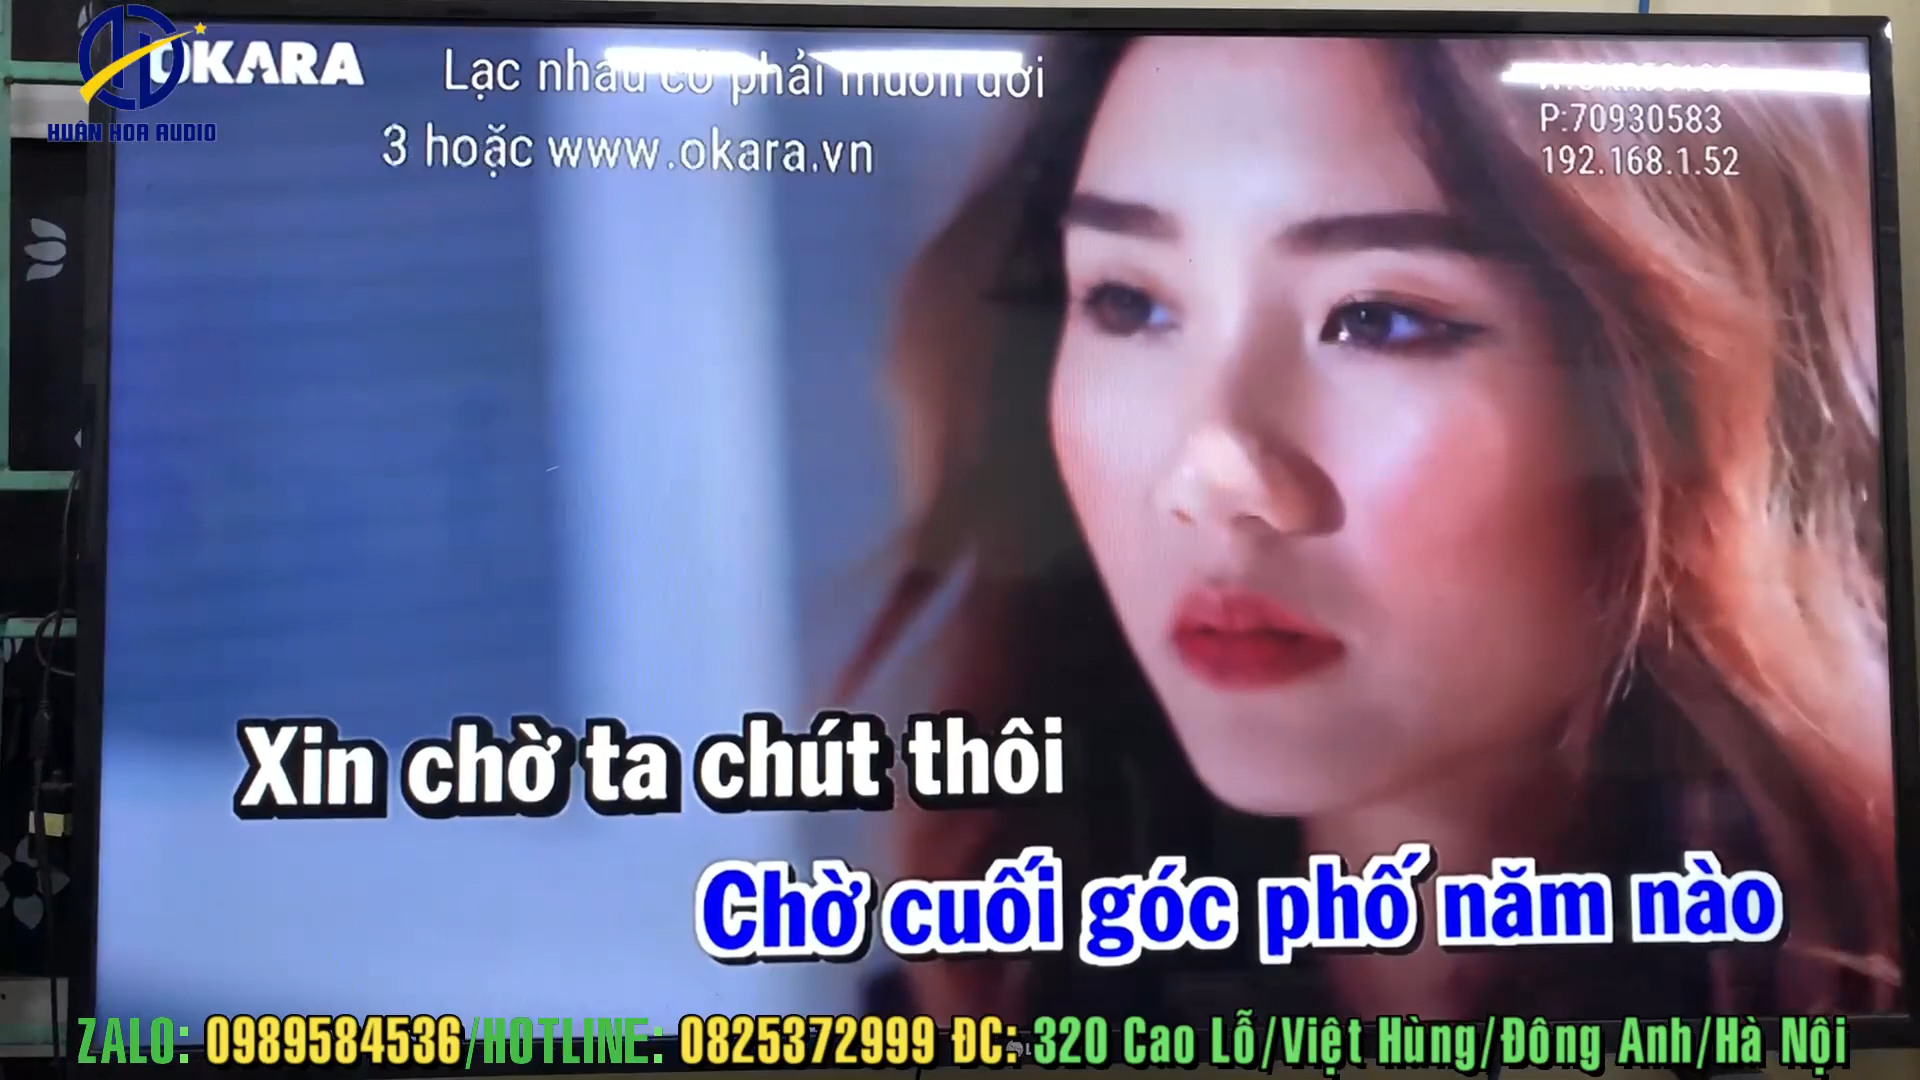 OKARA
HUÂN HOA AUDIO
Lạc nhau có phải muôn đời
3 hoặc www.okara.vn
P:70930583
192.168.1.52
Xin chờ ta chút thôi
Chờ cuối góc phố năm nào
ZALO: 0989584536/HOTLINE: 0825372999 ĐC: 320 Cao Lỗ/Việt Hùng/Đông Anh/Hà Nội